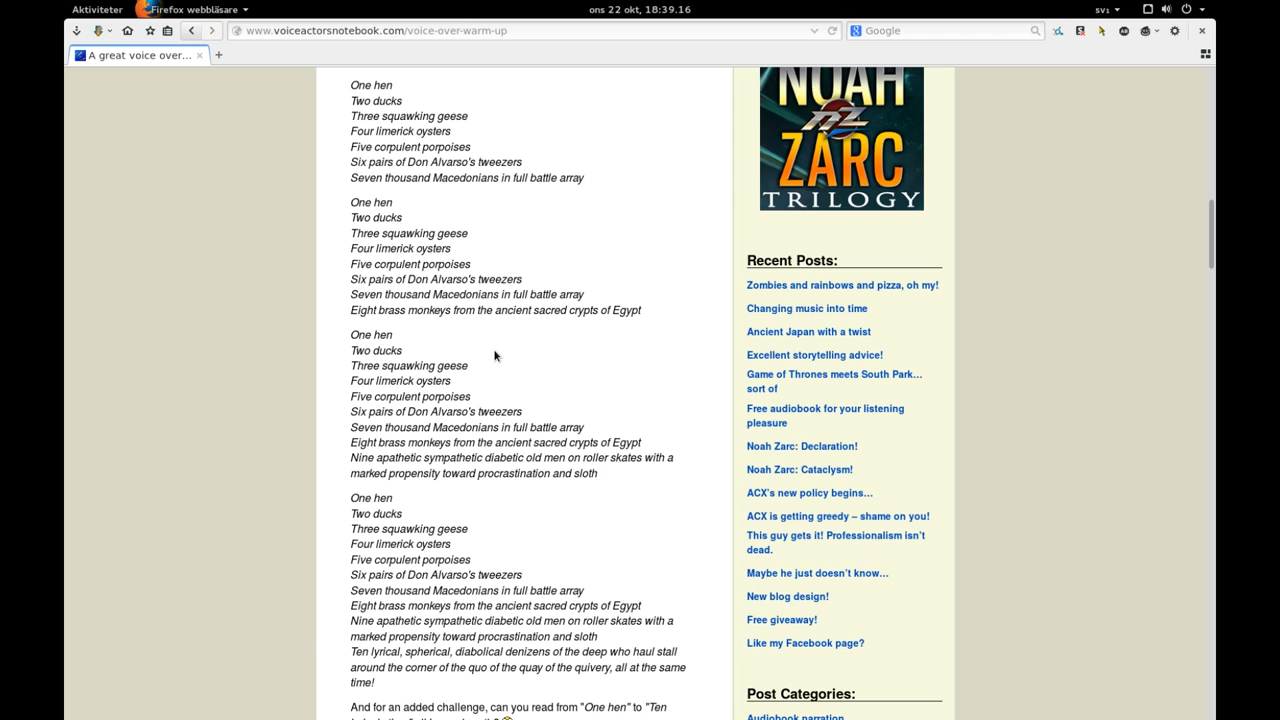 Aktiviteter
Firefox webbläsare
ons 22 okt, 18:39.16
sv1
www.voiceactorsnotebook.com/voice-over-warm-up
Google
A great voice over...
One hen
Two ducks
Three squawking geese
Four limerick oysters
Five corpulent porpoises
Six pairs of Don Alvarso's tweezers
Seven thousand Macedonians in full battle array
One hen
Two ducks
Three squawking geese
Four limerick oysters
Five corpulent porpoises
Six pairs of Don Alvarso's tweezers
Seven thousand Macedonians in full battle array
Eight brass monkeys from the ancient sacred crypts of Egypt
One hen
Two ducks
Three squawking geese
Four limerick oysters
Five corpulent porpoises
Six pairs of Don Alvarso's tweezers
Seven thousand Macedonians in full battle array
Eight brass monkeys from the ancient sacred crypts of Egypt
Nine apathetic sympathetic diabetic old men on roller skates with a
marked propensity toward procrastination and sloth
One hen
Two ducks
Three squawking geese
Four limerick oysters
Five corpulent porpoises
Six pairs of Don Alvarso's tweezers
Seven thousand Macedonians in full battle array
Eight brass monkeys from the ancient sacred crypts of Egypt
Nine apathetic sympathetic diabetic old men on roller skates with a
marked propensity toward procrastination and sloth
Ten lyrical, spherical, diabolical denizens of the deep who haul stall
around the corner of the quo of the quay of the quivery, all at the same
time!
And for an added challenge, can you read from "One hen" to "Ten
NOAH
NZ
ZARC
TRILOGY
Recent Posts:
Zombies and rainbows and pizza, oh my!
Changing music into time
Ancient Japan with a twist
Excellent storytelling advice!
Game of Thrones meets South Park…
sort of
Free audiobook for your listening
pleasure
Noah Zarc: Declaration!
Noah Zarc: Cataclysm!
ACX's new policy begins…
ACX is getting greedy – shame on you!
This guy gets it! Professionalism isn't
dead.
Maybe he just doesn't know…
New blog design!
Free giveaway!
Like my Facebook page?
Post Categories:
Audiobook narration